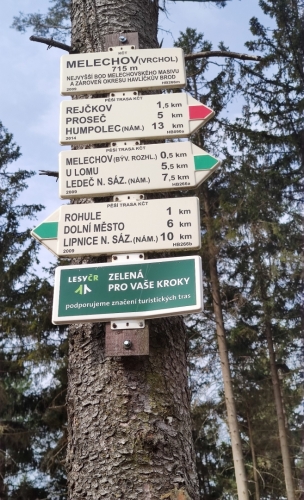 KČT
MELECHOV(VRCHOL)
715 m
NEJVYŠŠÍ BOD MELECHOVSKÉHO MASIVU
A ZÁROVEŇ OKRESU HAVLÍČKŮV BROD
PĚŠÍ TRASA KČT
REJČKOV 1,5 km
PROSEČ 5 km
HUMPOLEC(NÁM.) 13 km
PĚŠÍ TRASA KČT
MELECHOV(BÝV. ROZHL.) 0,5 km
U LOMU 5,5 km
LEDEČ N. SÁZ.(NÁM.) 7,5 km
2009
PĚŠÍ TRASA KČT
ROHULE 1 km
DOLNÍ MĚSTO 6 km
LIPNICE N. SÁZ.(NÁM.) 10 km
2009
LESY ČR
ZELENÁ
PRO VAŠE KROKY
podporujeme značení turistických tras